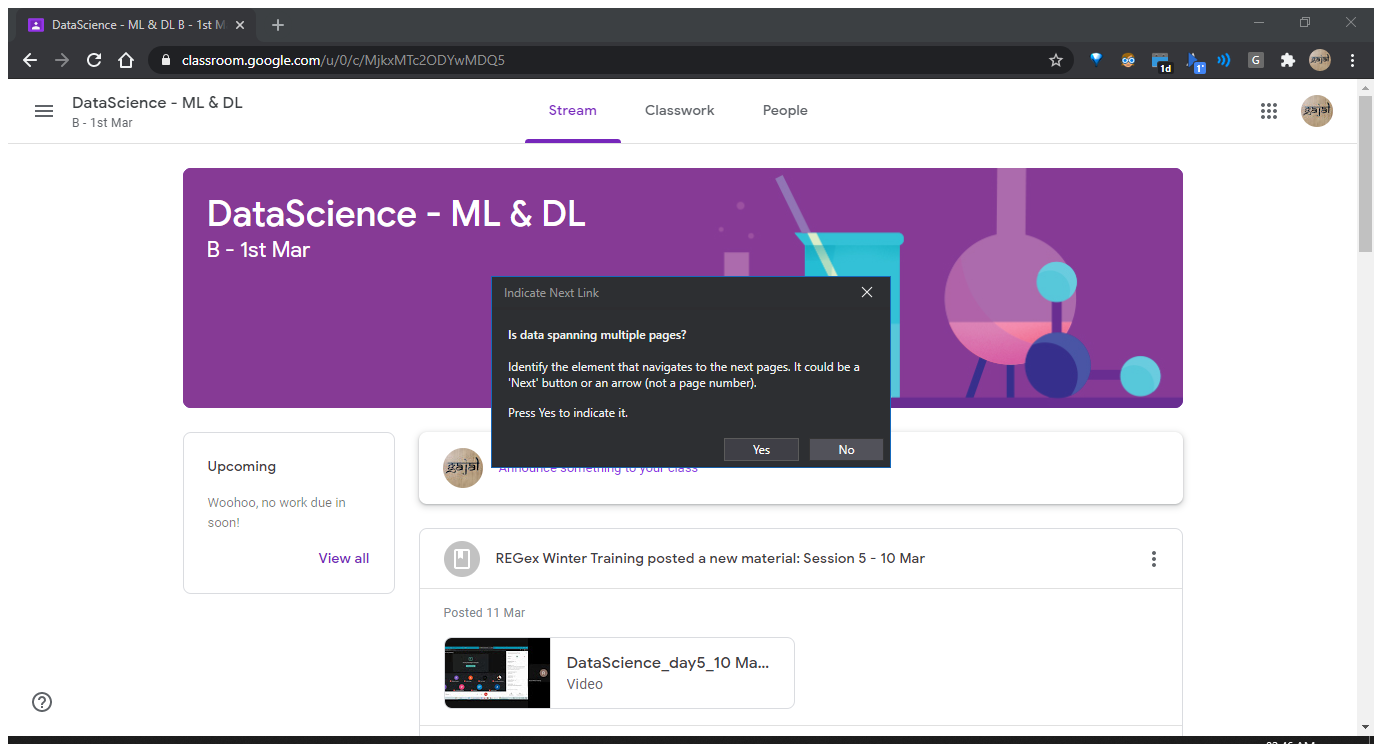 DataScience - ML & DL B - 1st M
classroom.google.com/u/0/c/MjkxMTc2ODYwMDQ5
1d
1'
G
gajal
DataScience - ML & DL
B - 1st Mar
Stream
Classwork
People
gajal
DataScience - ML & DL
B - 1st Mar
Indicate Next Link
Is data spanning multiple pages?
Identify the element that navigates to the next pages. It could be a
'Next' button or an arrow (not a page number).
Press Yes to indicate it.
Yes
No
Upcoming
Woohoo, no work due in
soon!
View all
gajal
Announce something to your class
REGex Winter Training posted a new material: Session 5 - 10 Mar
Posted 11 Mar
DataScience_day5_10 Ma...
Video